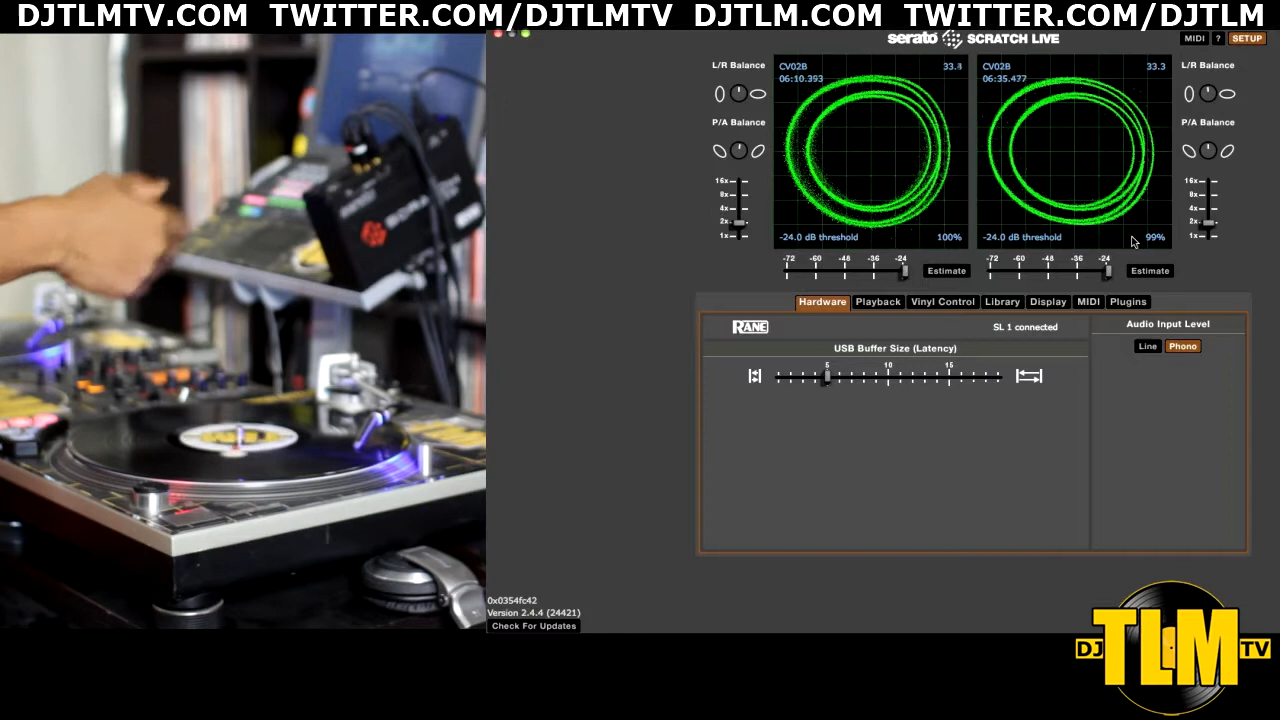 DJTLMTV.COM TWITTER.COM/DJTLMTV DJTLM.COM TWITTER.COM/DJTLM
serato SCRATCH LIVE
MIDI ? SETUP
L/R Balance
P/A Balance
16x
8x
4x
2x
1x
CV02B 33.4
06:10.393
-24.0 dB threshold 100%
-72 -60 -48 -36 -24
Estimate
CV02B 33.3
06:35.477
-24.0 dB threshold 99%
-72 -60 -48 -36 -24
Estimate
L/R Balance
P/A Balance
16x
8x
4x
2x
1x
Hardware Playback Vinyl Control Library Display MIDI Plugins
RANE SL 1 connected
USB Buffer Size (Latency)
5 10 15
Audio Input Level
Line Phono
0x0354fc42
Version 2.4.4 (24421)
Check For Updates
DJ TLM TV